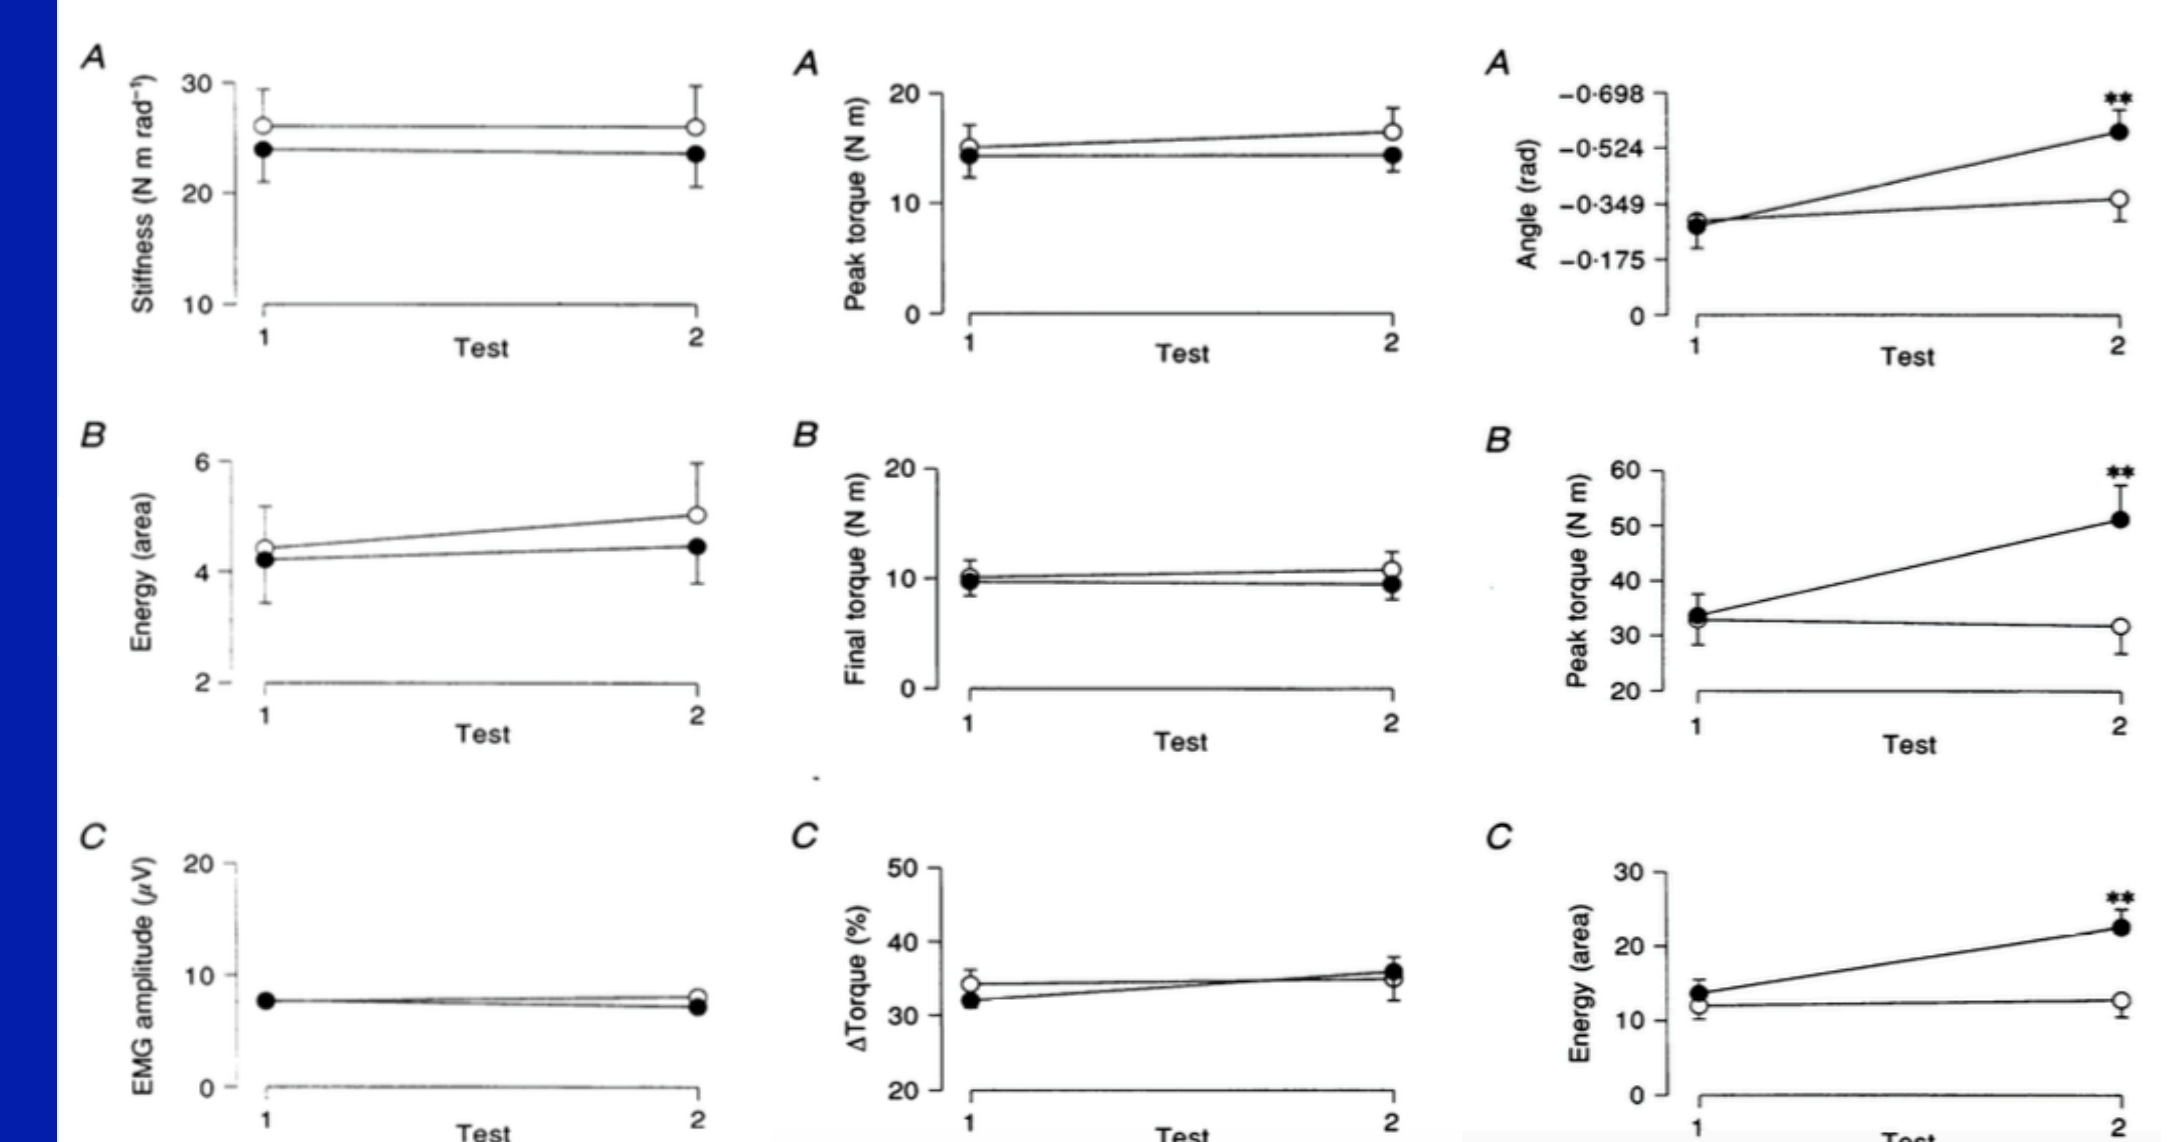 A
Stiffness (N m rad⁻¹)
30
20
10
1
2
Test
A
Peak torque (N m)
20
10
0
1
2
Test
A
Angle (rad)
−0·698
−0·524
−0·349
−0·175
0
**
1
2
Test
B
Energy (area)
6
4
2
1
2
Test
B
Final torque (N m)
20
10
0
1
2
Test
B
Peak torque (N m)
60
50
40
30
20
**
1
2
Test
C
EMG amplitude (μV)
20
10
0
1
2
Test
C
ΔTorque (%)
50
40
30
20
1
2
Test
C
Energy (area)
30
20
10
0
**
1
2
Test